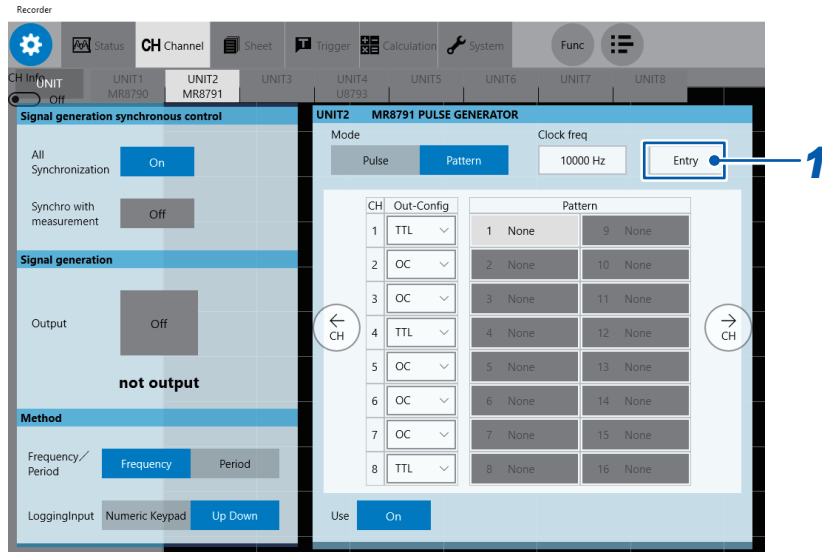 Recorder
Status CH Channel Sheet Trigger Calculation System Func
CH Info UNIT UNIT1 UNIT2 UNIT3 UNIT4 UNIT5 UNIT6 UNIT7 UNIT8
Off MR8790 MR8791 U8793
Signal generation synchronous control
All
Synchronization
On
Synchro with
measurement
Off
Signal generation
Output
Off
not output
Method
Frequency/
Period
Frequency Period
LoggingInput Numeric Keypad Up Down
UNIT2 MR8791 PULSE GENERATOR
Mode Clock freq
Pulse Pattern 10000 Hz Entry 1
CH Out-Config Pattern
1 TTL 1 None 9 None
2 OC 2 None 10 None
3 OC 3 None 11 None
← CH 4 TTL 4 None 12 None → CH
5 OC 5 None 13 None
6 OC 6 None 14 None
7 OC 7 None 15 None
8 TTL 8 None 16 None
Use On